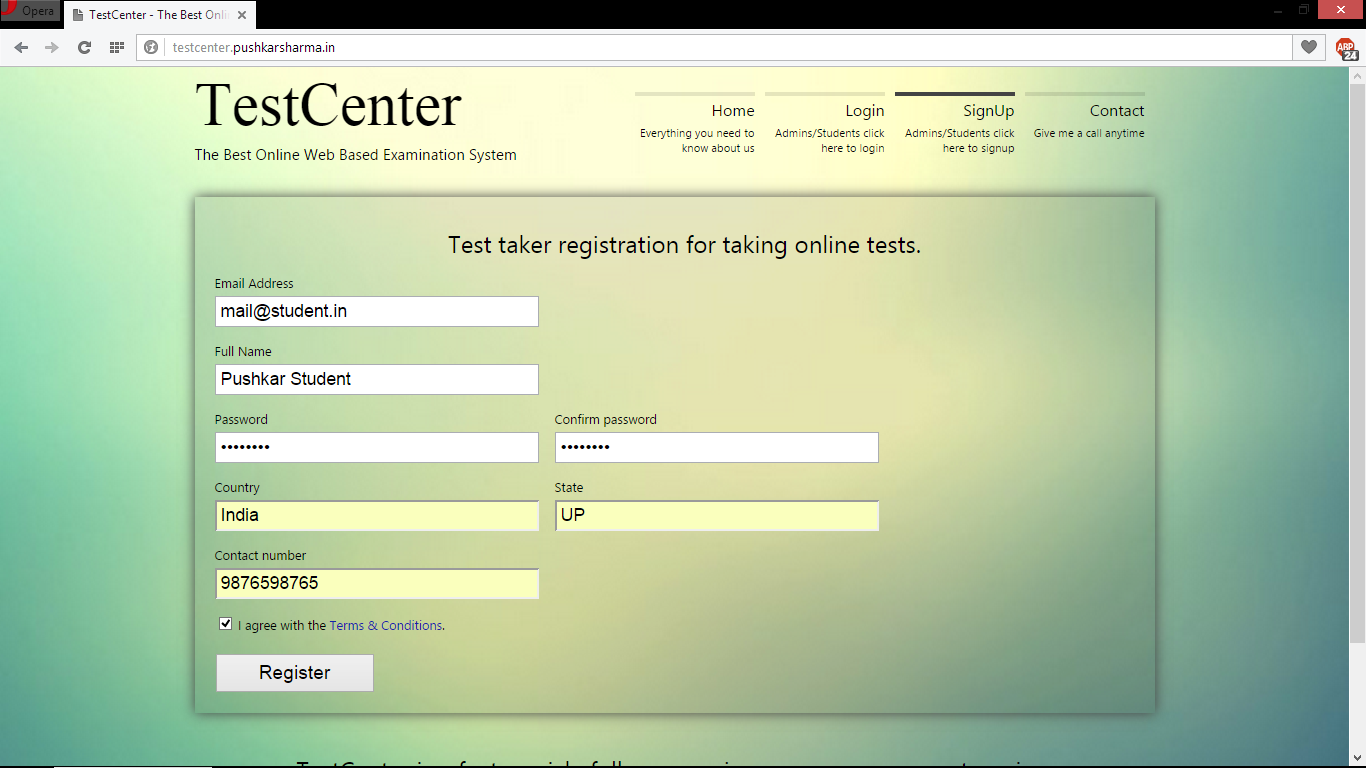 Opera
TestCenter - The Best Onli
testcenter.pushkarsharma.in
ABP
24
TestCenter
The Best Online Web Based Examination System
Home
Everything you need to
know about us
Login
Admins/Students click
here to login
SignUp
Admins/Students click
here to signup
Contact
Give me a call anytime
Test taker registration for taking online tests.
Email Address
mail@student.in
Full Name
Pushkar Student
Password
••••••••
Confirm password
••••••••
Country
India
State
UP
Contact number
9876598765
I agree with the Terms & Conditions.
Register